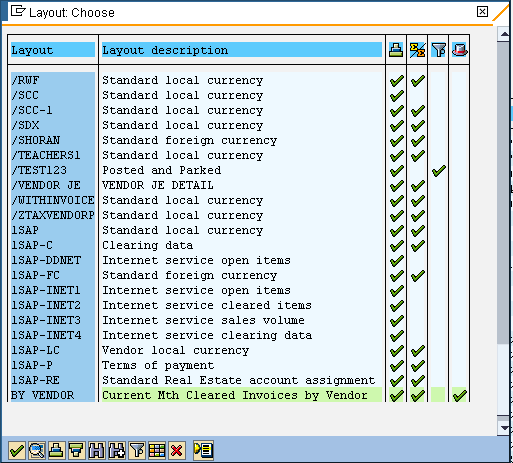 Layout: Choose
Layout Layout description
/RWF Standard local currency
/SCC Standard local currency
/SCC-1 Standard local currency
/SDX Standard local currency
/SHORAN Standard foreign currency
/TEACHERS1 Standard local currency
/TEST123 Posted and Parked
/VENDOR JE VENDOR JE DETAIL
/WITHINVOICE Standard local currency
/ZTAXVENDORP Standard local currency
1SAP Standard local currency
1SAP-C Clearing data
1SAP-DDNET Internet service open items
1SAP-FC Standard foreign currency
1SAP-INET1 Internet service open items
1SAP-INET2 Internet service cleared items
1SAP-INET3 Internet service sales volume
1SAP-INET4 Internet service clearing data
1SAP-LC Vendor local currency
1SAP-P Terms of payment
1SAP-RE Standard Real Estate account assignment
BY VENDOR Current Mth Cleared Invoices by Vendor